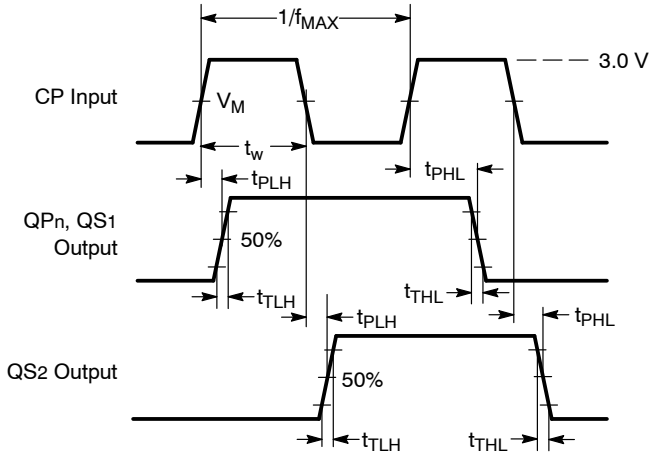 1/fMAX
3.0 V
CP Input
VM
tw
tPLH
tPHL
QPn, QS1
Output
50%
tTLH
tTHL
tPLH
tPHL
QS2 Output
50%
tTLH
tTHL